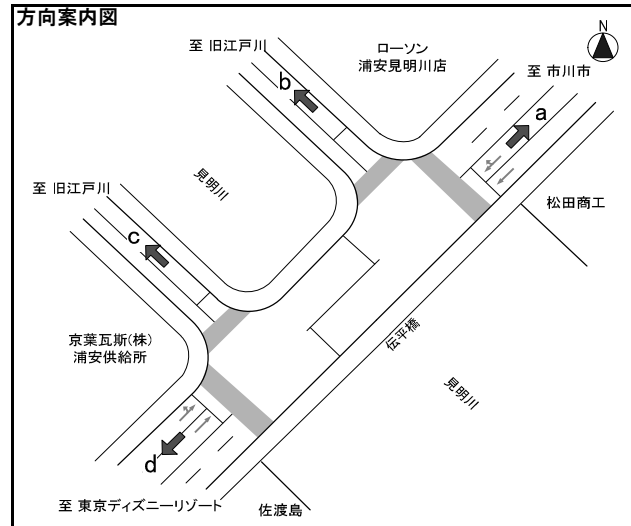 方向案内図
N
至 旧江戸川
ローソン
浦安見明川店
至 市川市
b
a
見明川
至 旧江戸川
松田商工
c
京葉瓦斯(株)
浦安供給所
伝平橋
見明川
d
至 東京ディズニーリゾート
佐渡島